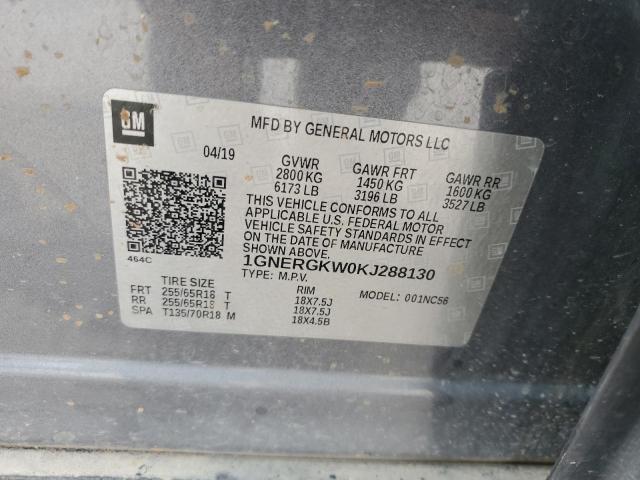 GM
MFD BY GENERAL MOTORS LLC
04/19
GVWR GAWR FRT GAWR RR
2800 KG 1450 KG 1600 KG
6173 LB 3196 LB 3527 LB
THIS VEHICLE CONFORMS TO ALL
APPLICABLE U.S. FEDERAL MOTOR
VEHICLE SAFETY STANDARDS IN EFFECT
ON THE DATE OF MANUFACTURE
SHOWN ABOVE.
464C
1GNERGKW0KJ288130
TYPE: M.P.V. MODEL: 001NC56
TIRE SIZE RIM
FRT 255/65R18 T 18X7.5J
RR 255/65R18 T 18X7.5J
SPA T135/70R18 M 18X4.5B